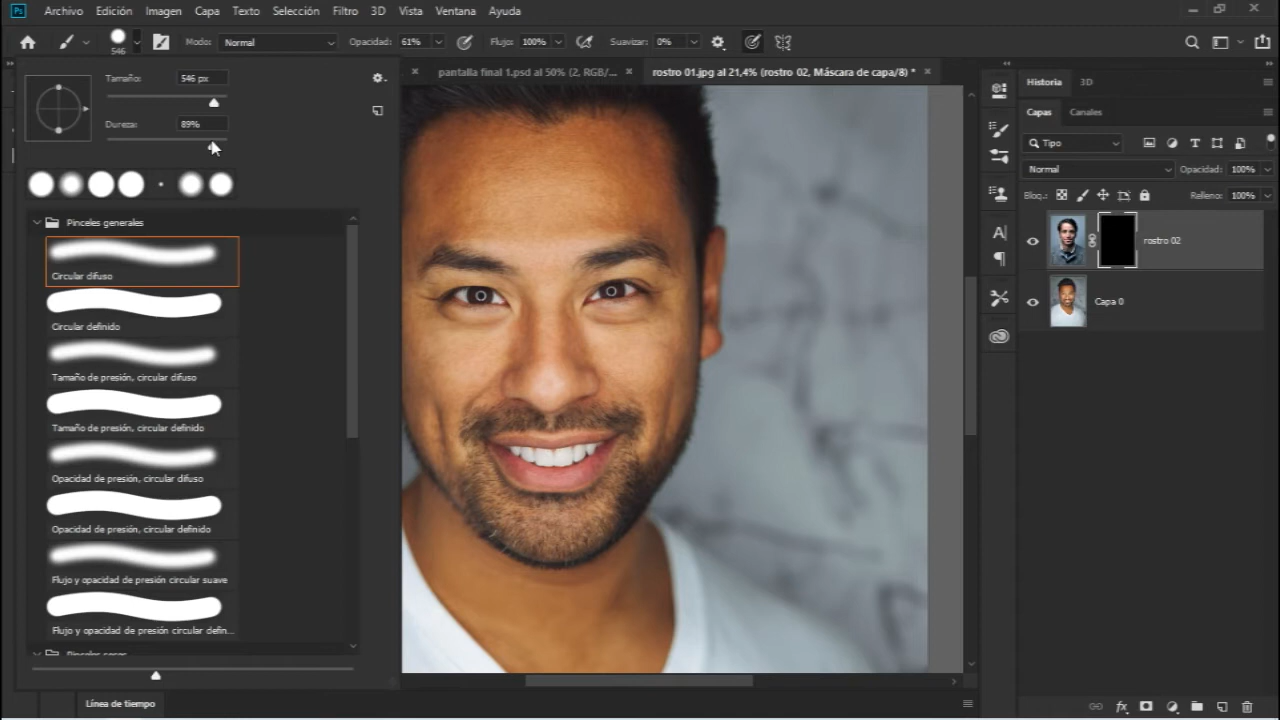 Ps Archivo Edición Imagen Capa Texto Selección Filtro 3D Vista Ventana Ayuda
546 Modo: Normal Opacidad: 61% Flujo: 100% Suavizar: 0%
pantalla final 1.psd al 50% (2, RGB/... rostro 01.jpg al 21,4% (rostro 02, Máscara de capa/8) *
Tamaño: 546 px
Dureza: 89%
Pinceles generales
Circular difuso
Circular definido
Tamaño de presión, circular difuso
Tamaño de presión, circular definido
Opacidad de presión, circular difuso
Opacidad de presión, circular definido
Flujo y opacidad de presión circular suave
Flujo y opacidad de presión circular defin...
Línea de tiempo
Historia 3D
Capas Canales
Tipo
Normal Opacidad: 100%
Bloq.: Relleno: 100%
rostro 02
Capa 0
fx